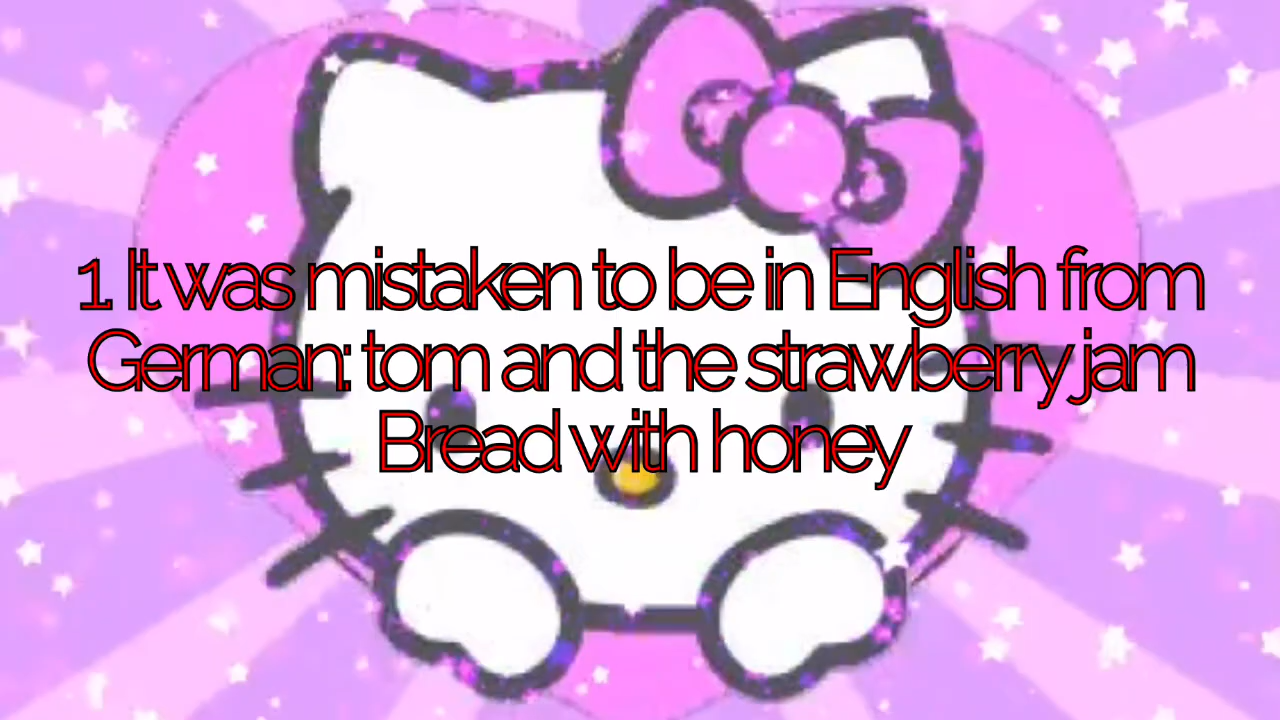 1. It was mistaken to be in English from
German: tom and the strawberry jam
Bread with honey